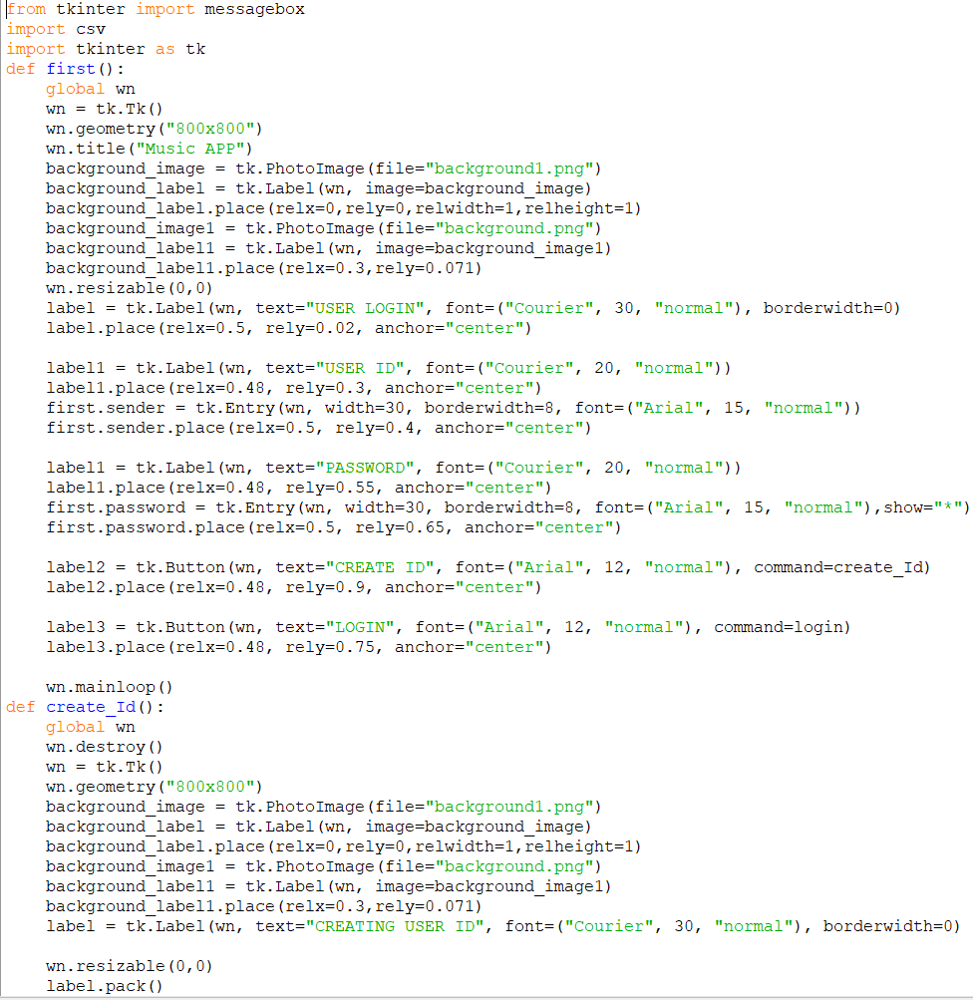 from tkinter import messagebox
import csv
import tkinter as tk
def first():
    global wn
    wn = tk.Tk()
    wn.geometry("800x800")
    wn.title("Music APP")
    background_image = tk.PhotoImage(file="background1.png")
    background_label = tk.Label(wn, image=background_image)
    background_label.place(relx=0,rely=0,relwidth=1,relheight=1)
    background_image1 = tk.PhotoImage(file="background.png")
    background_label1 = tk.Label(wn, image=background_image1)
    background_label1.place(relx=0.3,rely=0.071)
    wn.resizable(0,0)
    label = tk.Label(wn, text="USER LOGIN", font=("Courier", 30, "normal"), borderwidth=0)
    label.place(relx=0.5, rely=0.02, anchor="center")

    label1 = tk.Label(wn, text="USER ID", font=("Courier", 20, "normal"))
    label1.place(relx=0.48, rely=0.3, anchor="center")
    first.sender = tk.Entry(wn, width=30, borderwidth=8, font=("Arial", 15, "normal"))
    first.sender.place(relx=0.5, rely=0.4, anchor="center")

    label1 = tk.Label(wn, text="PASSWORD", font=("Courier", 20, "normal"))
    label1.place(relx=0.48, rely=0.55, anchor="center")
    first.password = tk.Entry(wn, width=30, borderwidth=8, font=("Arial", 15, "normal"),show="*")
    first.password.place(relx=0.5, rely=0.65, anchor="center")

    label2 = tk.Button(wn, text="CREATE ID", font=("Arial", 12, "normal"), command=create_Id)
    label2.place(relx=0.48, rely=0.9, anchor="center")

    label3 = tk.Button(wn, text="LOGIN", font=("Arial", 12, "normal"), command=login)
    label3.place(relx=0.48, rely=0.75, anchor="center")

    wn.mainloop()
def create_Id():
    global wn
    wn.destroy()
    wn = tk.Tk()
    wn.geometry("800x800")
    background_image = tk.PhotoImage(file="background1.png")
    background_label = tk.Label(wn, image=background_image)
    background_label.place(relx=0,rely=0,relwidth=1,relheight=1)
    background_image1 = tk.PhotoImage(file="background.png")
    background_label1 = tk.Label(wn, image=background_image1)
    background_label1.place(relx=0.3,rely=0.071)
    label = tk.Label(wn, text="CREATING USER ID", font=("Courier", 30, "normal"), borderwidth=0)

    wn.resizable(0,0)
    label.pack()